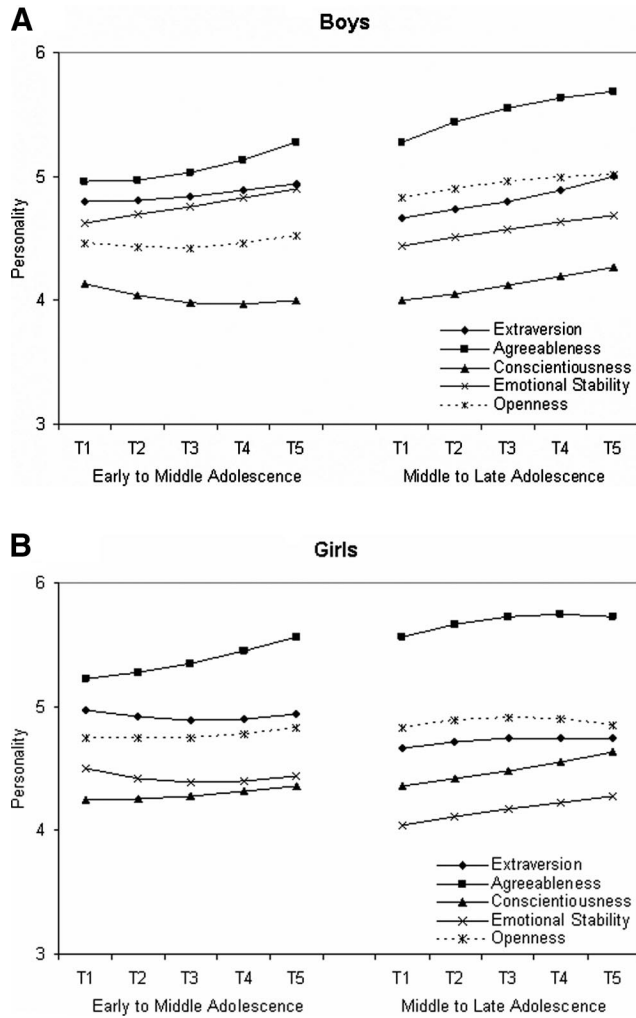 A
Boys
6
5
4
3
Personality
Extraversion
Agreeableness
Conscientiousness
Emotional Stability
Openness
T1 T2 T3 T4 T5 T1 T2 T3 T4 T5
Early to Middle Adolescence Middle to Late Adolescence
B
Girls
6
5
4
3
Personality
Extraversion
Agreeableness
Conscientiousness
Emotional Stability
Openness
T1 T2 T3 T4 T5 T1 T2 T3 T4 T5
Early to Middle Adolescence Middle to Late Adolescence